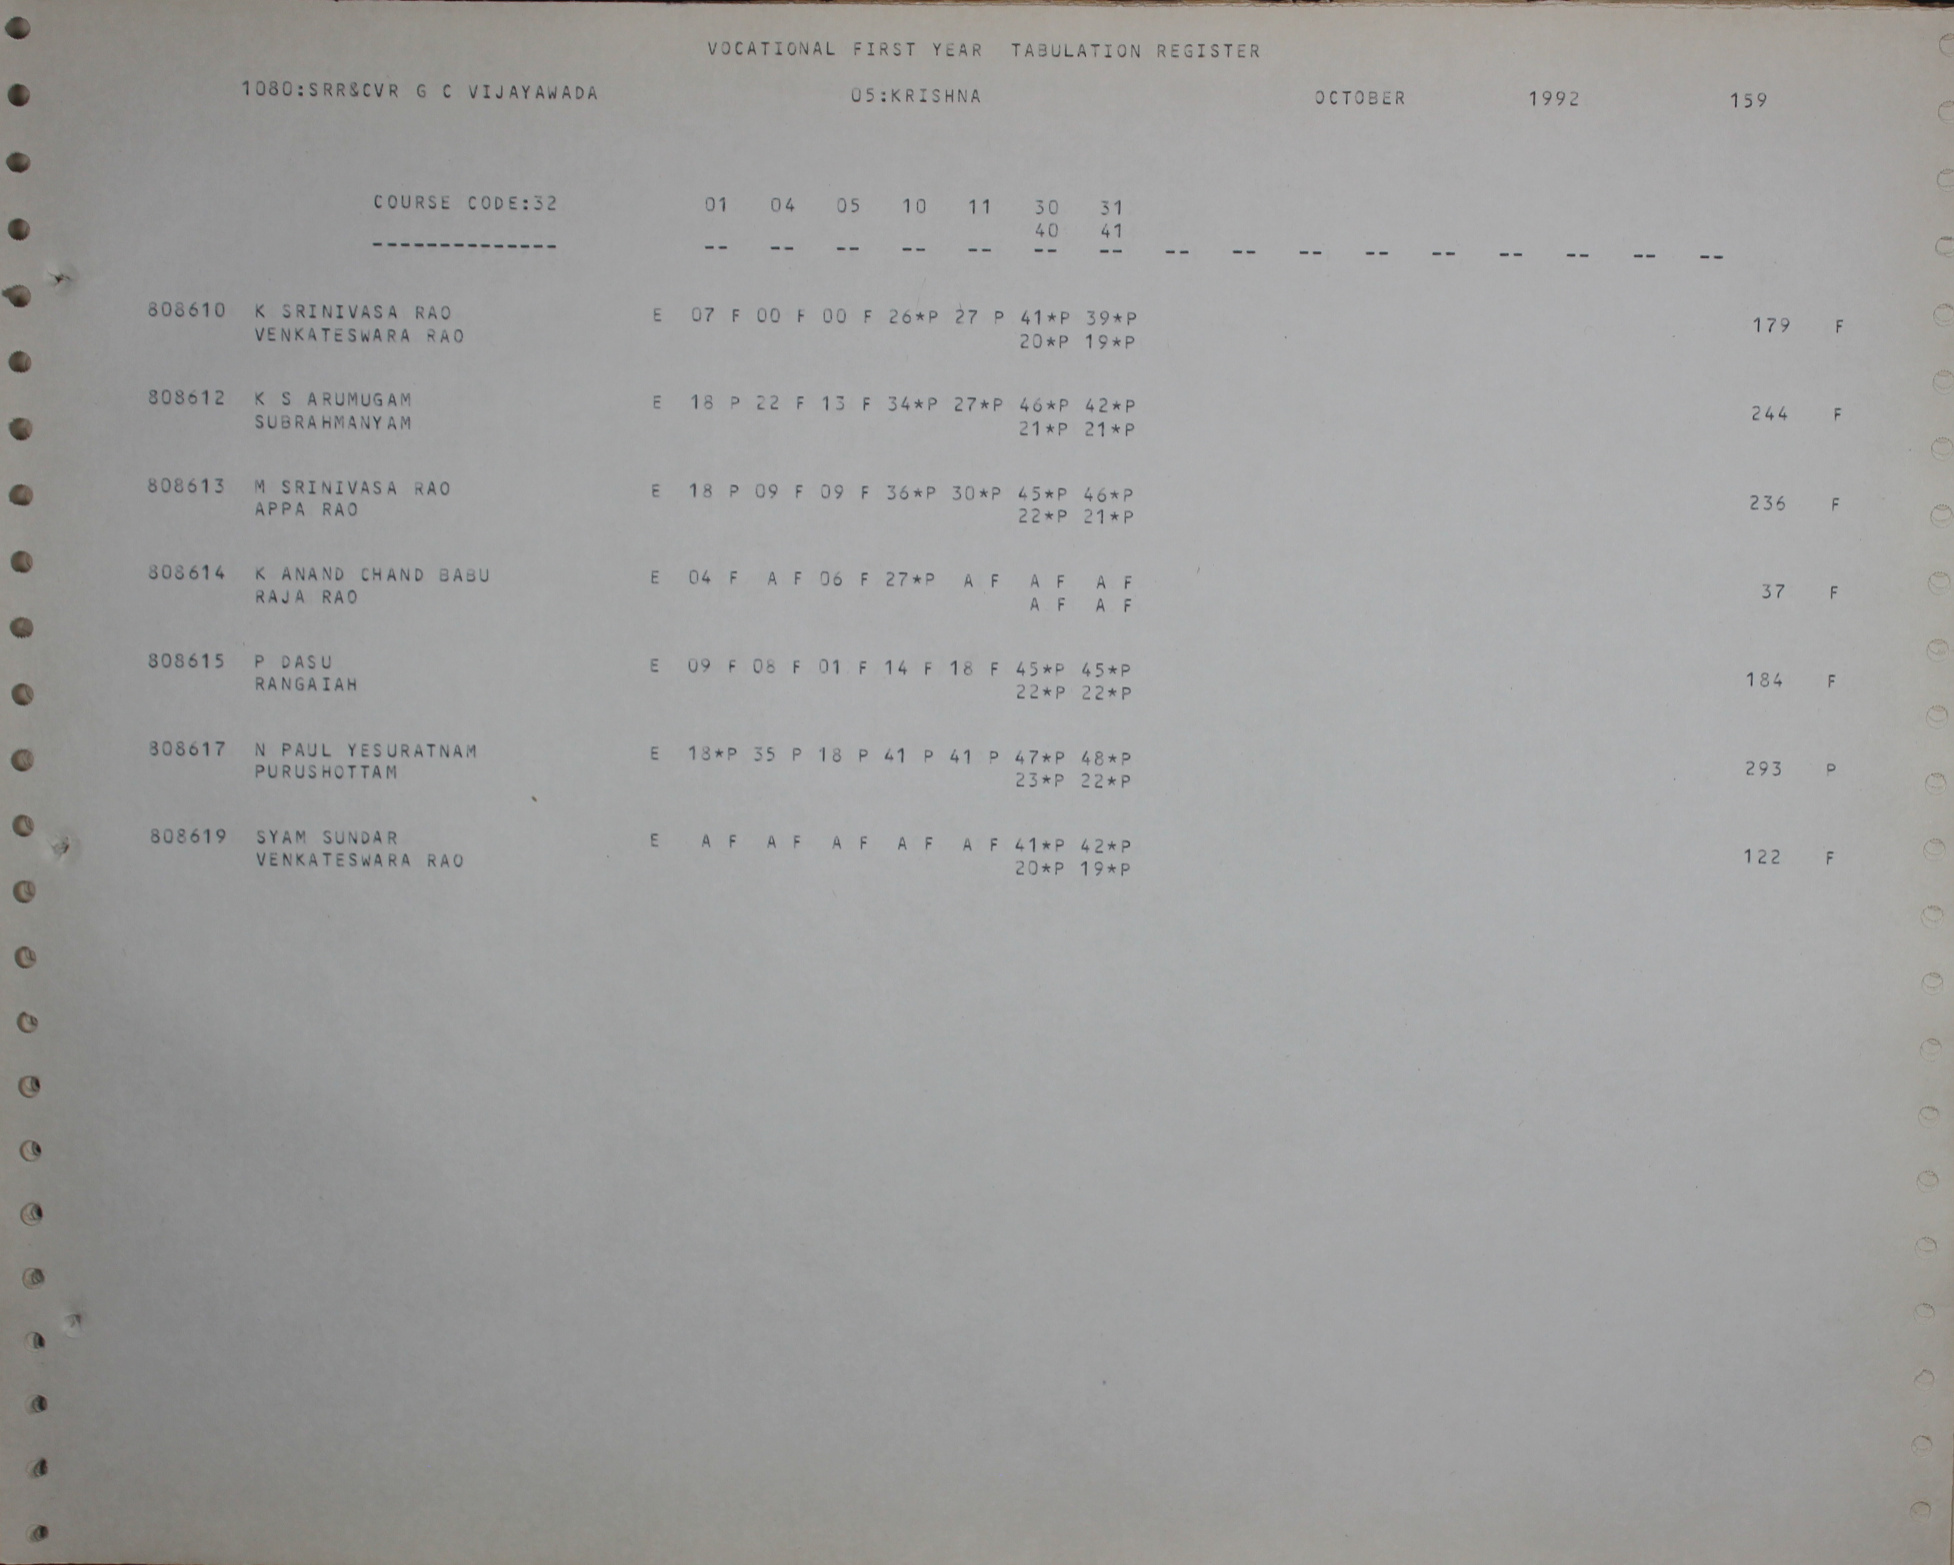 VOCATIONAL FIRST YEAR TABULATION REGISTER
1080:SRR&CVR G C VIJAYAWADA 05:KRISHNA OCTOBER 1992 159
COURSE CODE:32 01 04 05 10 11 30 31
40 41
-------------- -- -- -- -- -- -- -- -- -- -- -- -- -- -- -- --
808610 K SRINIVASA RAO E 07 F 00 F 00 F 26*P 27 P 41*P 39*P 179 F
VENKATESWARA RAO 20*P 19*P
808612 K S ARUMUGAM E 18 P 22 F 13 F 34*P 27*P 46*P 42*P 244 F
SUBRAHMANYAM 21*P 21*P
808613 M SRINIVASA RAO E 18 P 09 F 09 F 36*P 30*P 45*P 46*P 236 F
APPA RAO 22*P 21*P
808614 K ANAND CHAND BABU E 04 F A F 06 F 27*P A F A F A F 37 F
RAJA RAO A F A F
808615 P DASU E 09 F 08 F 01 F 14 F 18 F 45*P 45*P 184 F
RANGAIAH 22*P 22*P
808617 N PAUL YESURATNAM E 18*P 35 P 18 P 41 P 41 P 47*P 48*P 293 P
PURUSHOTTAM 23*P 22*P
808619 SYAM SUNDAR E A F A F A F A F A F 41*P 42*P 122 F
VENKATESWARA RAO 20*P 19*P